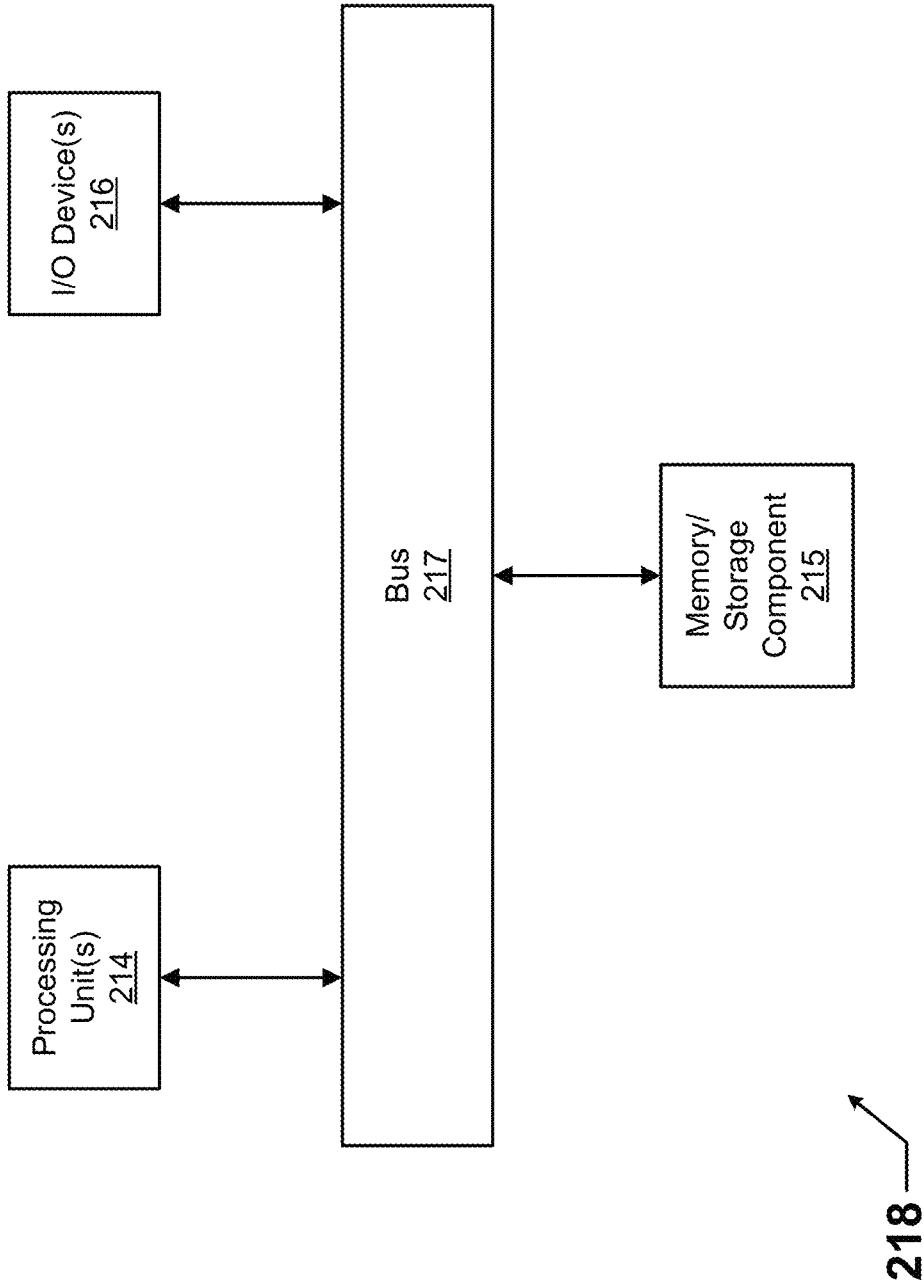 Processing
Unit(s)
214
I/O Device(s)
216
Bus
217
Memory/
Storage
Component
215
218